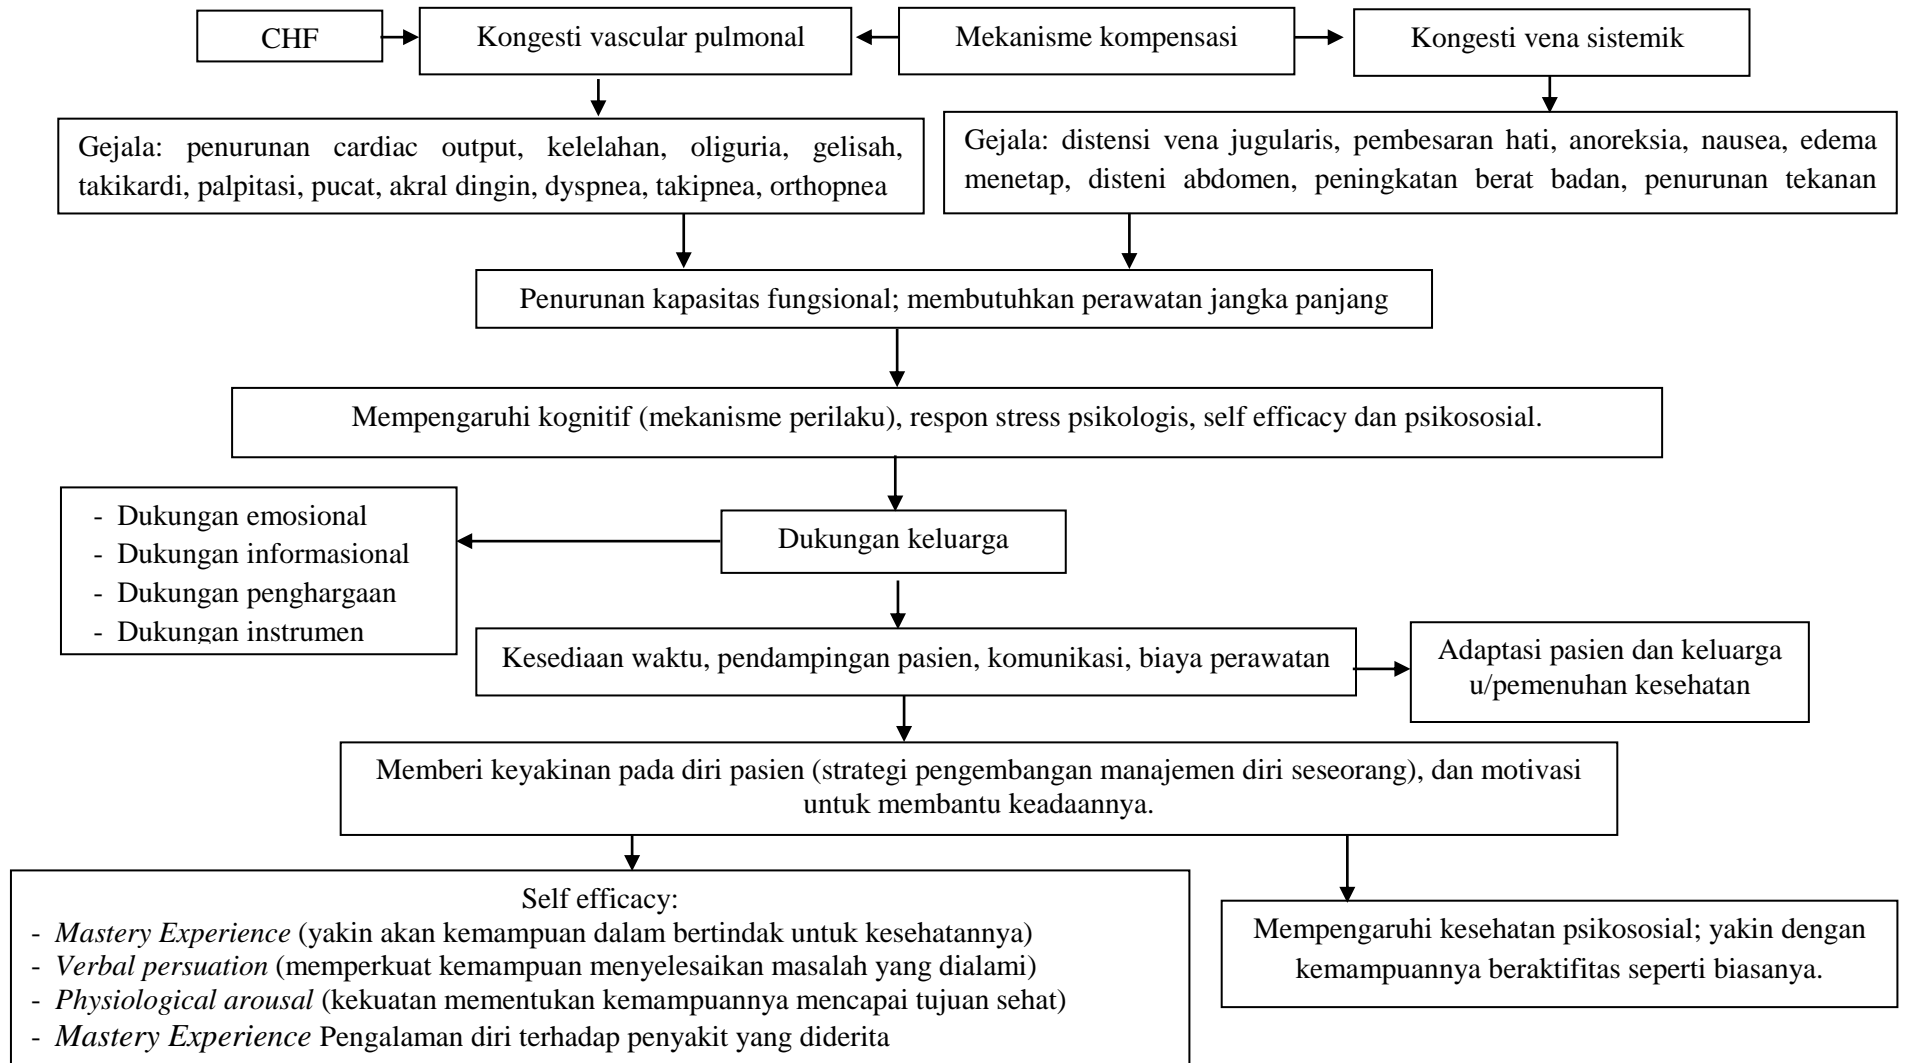 CHF
Kongesti vascular pulmonal
Mekanisme kompensasi
Kongesti vena sistemik
Gejala: penurunan cardiac output, kelelahan, oliguria, gelisah,
takikardi, palpitasi, pucat, akral dingin, dyspnea, takipnea, orthopnea
Gejala: distensi vena jugularis, pembesaran hati, anoreksia, nausea, edema
menetap, disteni abdomen, peningkatan berat badan, penurunan tekanan
Penurunan kapasitas fungsional; membutuhkan perawatan jangka panjang
Mempengaruhi kognitif (mekanisme perilaku), respon stress psikologis, self efficacy dan psikososial.
- Dukungan emosional
- Dukungan informasional
- Dukungan penghargaan
- Dukungan instrumen
Dukungan keluarga
Kesediaan waktu, pendampingan pasien, komunikasi, biaya perawatan
Adaptasi pasien dan keluarga
u/pemenuhan kesehatan
Memberi keyakinan pada diri pasien (strategi pengembangan manajemen diri seseorang), dan motivasi
untuk membantu keadaannya.
Self efficacy:
- Mastery Experience (yakin akan kemampuan dalam bertindak untuk kesehatannya)
- Verbal persuation (memperkuat kemampuan menyelesaikan masalah yang dialami)
- Physiological arousal (kekuatan mementukan kemampuannya mencapai tujuan sehat)
- Mastery Experience Pengalaman diri terhadap penyakit yang diderita
Mempengaruhi kesehatan psikososial; yakin dengan
kemampuannya beraktifitas seperti biasanya.